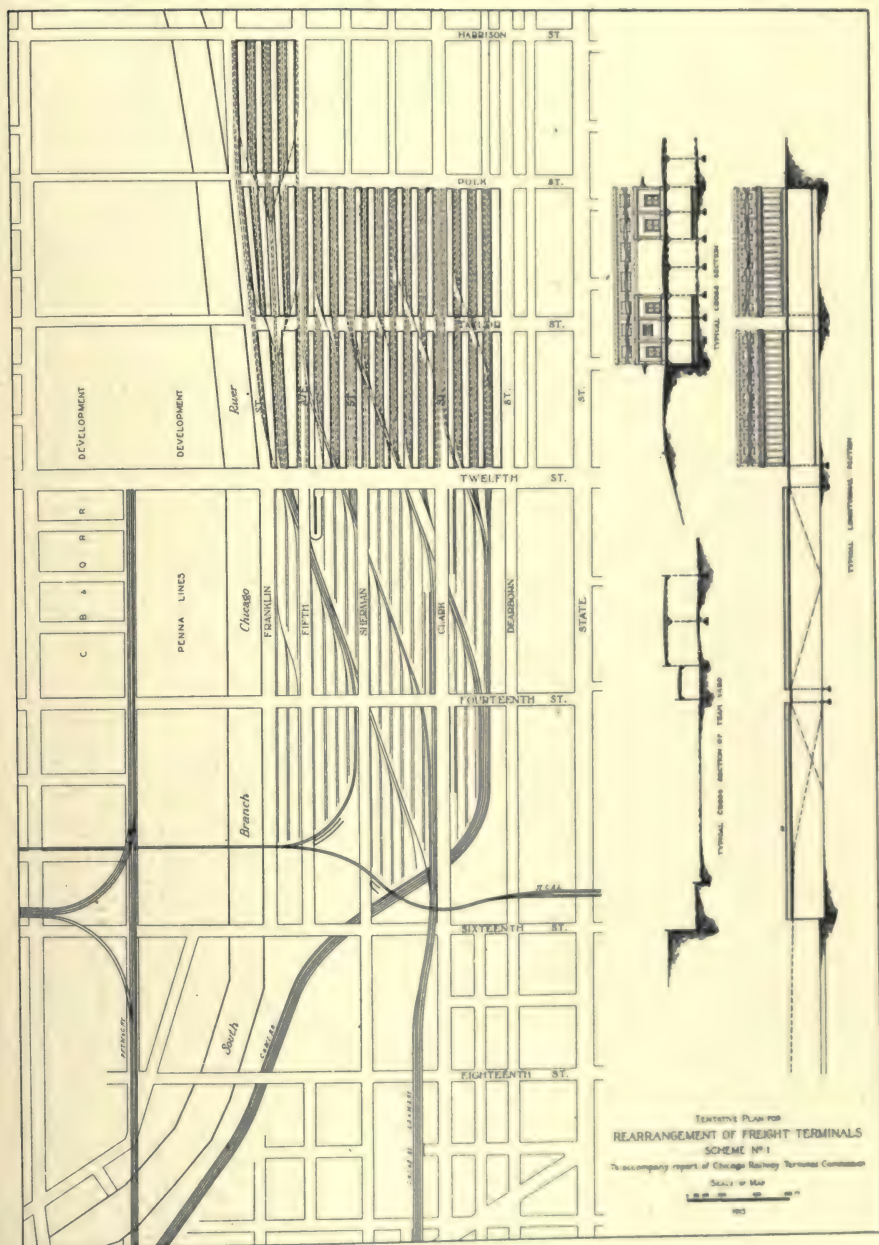 HARRISON ST.
POLK ST.
TAYLOR ST.
TWELFTH ST.
FOURTEENTH ST.
SIXTEENTH ST.
EIGHTEENTH ST.
DEVELOPMENT
DEVELOPMENT
C B & Q R R
PENNA LINES
South Branch Chicago River
FRANKLIN ST.
FIFTH AVE.
SHERMAN ST.
CLARK ST.
DEARBORN ST.
STATE ST.
TYPICAL CROSS SECTION
TYPICAL LONGITUDINAL SECTION
TYPICAL CROSS SECTION OF TEAM YARD
TENTATIVE PLAN FOR
REARRANGEMENT OF FREIGHT TERMINALS
SCHEME Nº 1
To accompany report of Chicago Railway Terminal Commission
SCALE OF MAP